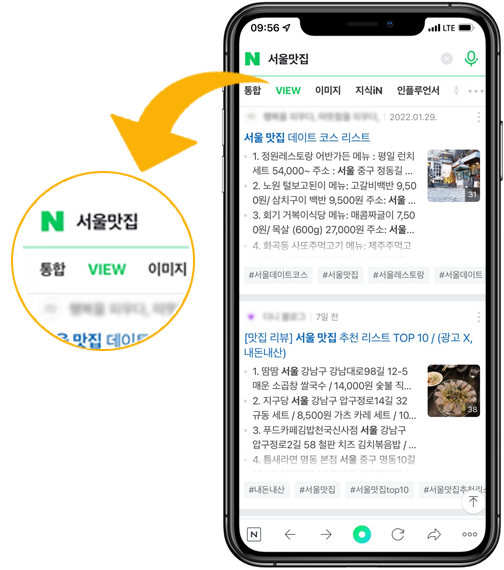 09:56
LTE
N 서울맛집
통합 VIEW 이미지 지식iN 인플루언서
2022.01.29.
서울 맛집 데이트 코스 리스트
1. 정원레스토랑 어반가든 메뉴 : 평일 런치
세트 54,000~ 주소 : 서울 중구 정동길 ...
2. 노원 털보고된이 메뉴: 고갈비백반 9,50
0원/ 삼치구이 백반 9,500원 주소: 서울 ...
3. 회기 거북이식당 메뉴: 매콤짜글이 7,50
0원/ 목살 (600g) 27,000원 주소: 서울...
4. 화곡동 사또주먹고기 메뉴: 제주주먹고
31
#서울데이트코스 #서울맛집 #서울레스토랑 #서울데이트
7일 전
[맛집 리뷰] 서울 맛집 추천 리스트 TOP 10 / (광고 X,
내돈내산)
1. 땀땀 서울 강남구 강남대로98길 12-5
매운 소곱창 쌀국수 / 14,000원 숯불 직...
2. 지구당 서울 강남구 압구정로14길 32
규동 세트 / 8,500원 가츠 카레 세트 / 10...
3. 푸드카페김밥천국신사점 서울 강남구
압구정로2길 58 철판 치즈 김치볶음밥 / ...
4. 틈새라면 명동 본점 서울 중구 명동10길
38
#내돈내산 #서울맛집 #서울맛집top10 #서울맛집추천리스
N
N 서울맛집
통합 VIEW 이미지
서울 맛집 데이트